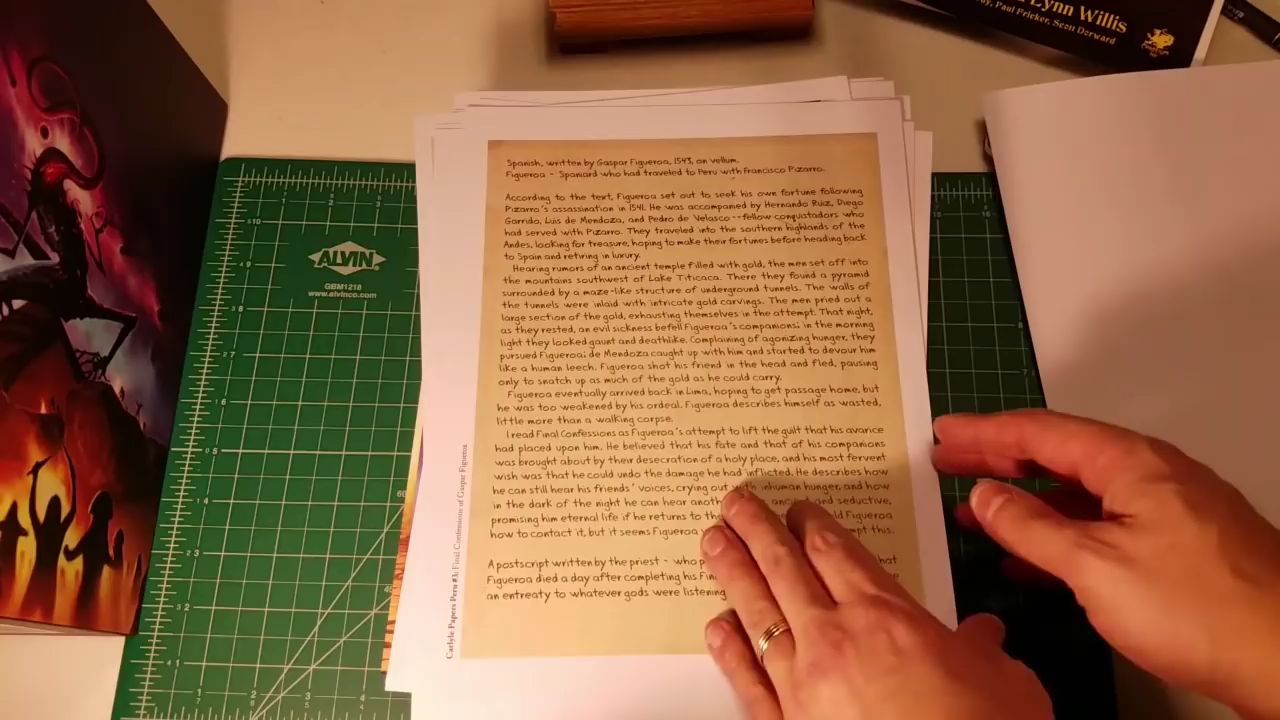 Lynn Willis
Paul Fricker, Scott Dorward
ALVIN
GBM1218
www.alvinco.com
Spanish, written by Gaspar Figueroa, 1543, on vellum.
Figueroa - Spaniard who had traveled to Peru with Francisco Pizarro.
According to the text, Figueroa set out to seek his own fortune following
Pizarro's assassination in 1541. He was accompanied by Hernando Ruiz, Diego
Garrido, Luis de Mendoza, and Pedro de Velasco--fellow conquistadors who
had served with Pizarro. They traveled into the southern highlands of the
Andes, looking for treasure, hoping to make their fortunes before heading back
to Spain and retiring in luxury.
Hearing rumors of an ancient temple filled with gold, the men set off into
the mountains southwest of Lake Titicaca. There they found a pyramid
surrounded by a maze-like structure of underground tunnels. The walls of
the tunnels were inlaid with intricate gold carvings. The men pried out a
large section of the gold, exhausting themselves in the attempt. That night,
as they rested, an evil sickness befell Figueroa's companions; in the morning
light they looked gaunt and deathlike. Complaining of agonizing hunger, they
pursued Figueroa; de Mendoza caught up with him and started to devour him
like a human leech. Figueroa shot his friend in the head and fled, pausing
only to snatch up as much of the gold as he could carry.
Figueroa eventually arrived back in Lima, hoping to get passage home, but
he was too weakened by his ordeal. Figueroa describes himself as wasted,
little more than a walking corpse.
I read Final Confessions as Figueroa's attempt to lift the guilt that his avarice
had placed upon him. He believed that his fate and that of his companions
was brought about by their desecration of a holy place, and his most fervent
wish was that he could undo the damage he had inflicted. He describes how
he can still hear his friends' voices, crying out with inhuman hunger, and how
in the dark of the night he can hear ancient and seductive,
promising him eternal life if he returns to Figueroa
how to contact it, but it seems Figueroa this.
A postscript written by the priest - who
Figueroa died a day after completing his
an entreaty to whatever gods were listening
Carlyle Papers Peru #3: Final Confessions of Gaspar Figueroa